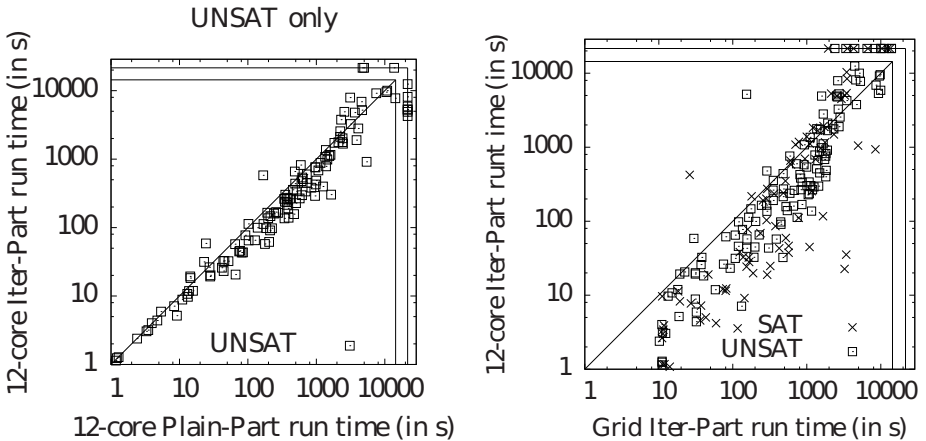 UNSAT only
12-core Iter-Part run time (in s)
10000
1000
100
10
1
UNSAT
1 10 100 1000 10000
12-core Plain-Part run time (in s)
12-core Iter-Part runt ime (in s)
10000
1000
100
10
1
SAT
UNSAT
1 10 100 1000 10000
Grid Iter-Part run time (in s)